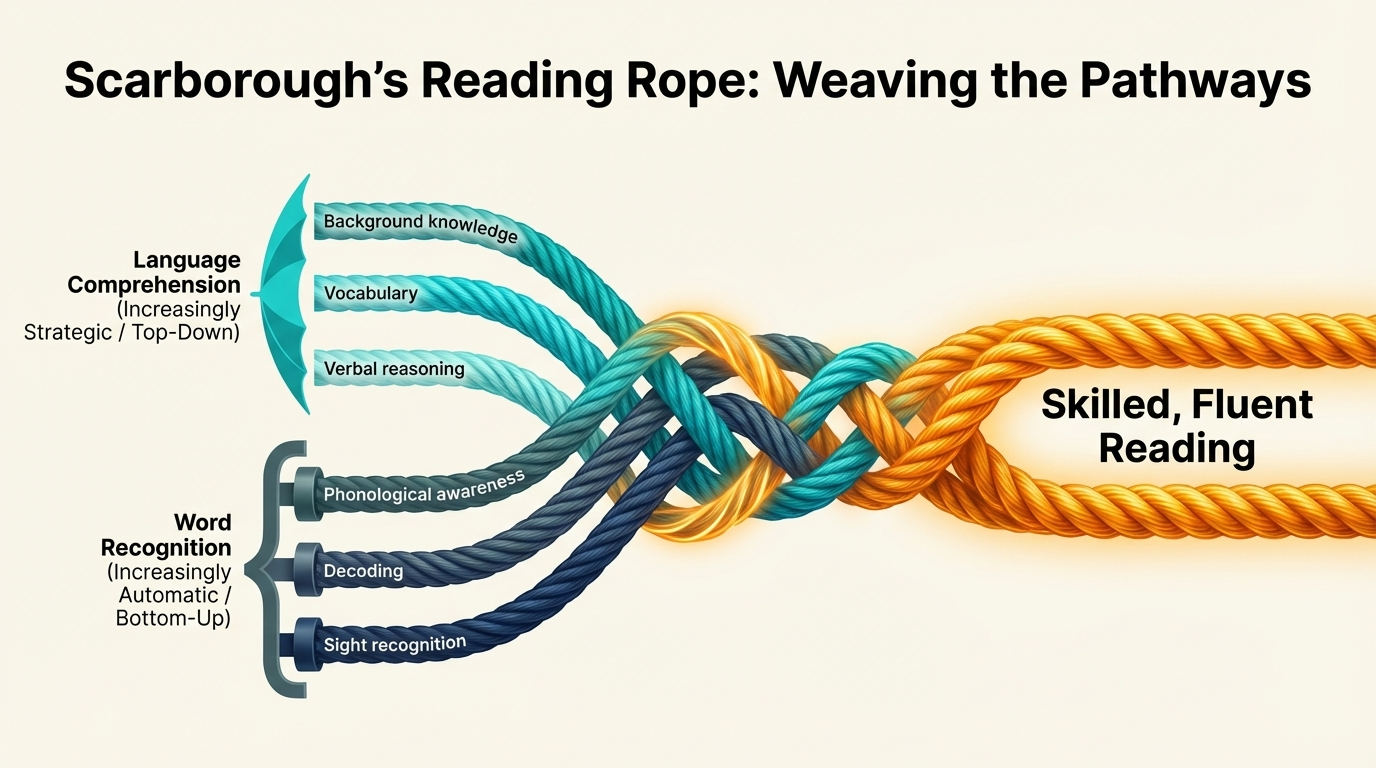 Scarborough’s Reading Rope: Weaving the Pathways
Language
Comprehension
(Increasingly
Strategic / Top-Down)
Background knowledge
Vocabulary
Verbal reasoning
Word
Recognition
(Increasingly
Automatic /
Bottom-Up)
Phonological awareness
Decoding
Sight recognition
Skilled, Fluent
Reading